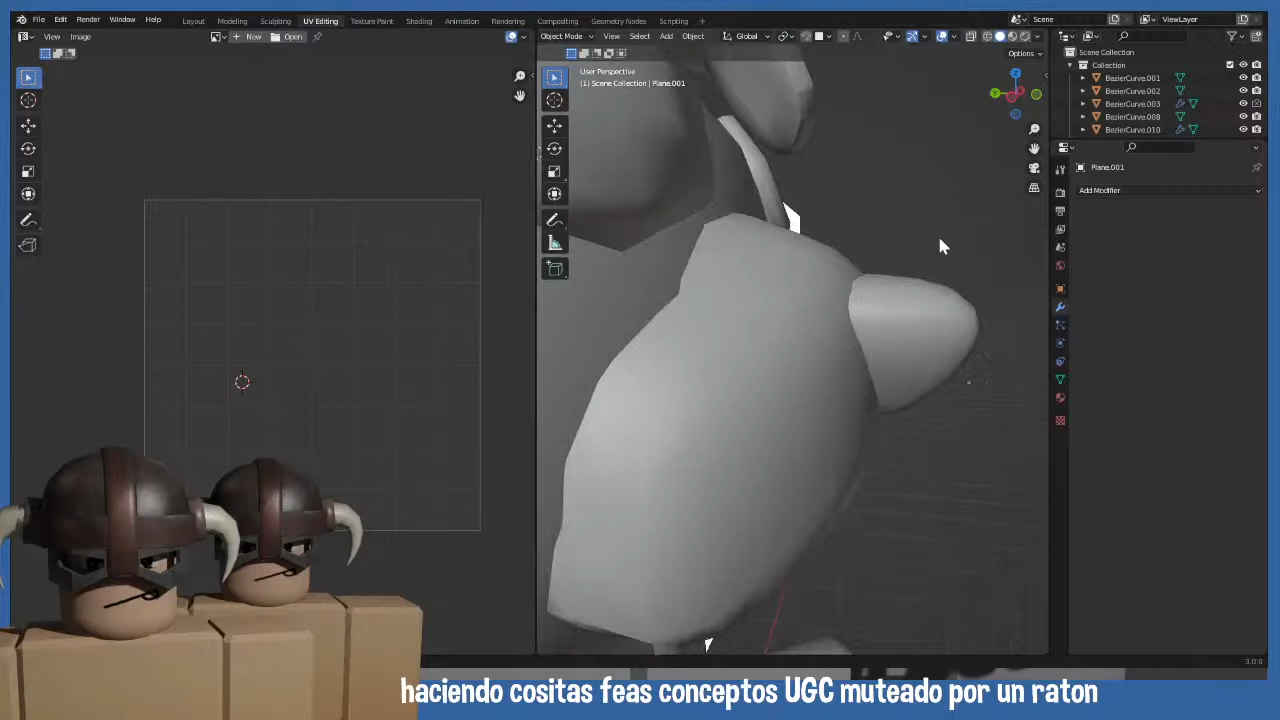 File Edit Render Window Help Layout Modeling Sculpting UV Editing Texture Paint Shading Animation Rendering Compositing Geometry Nodes Scripting + Scene ViewLayer
View Image New Open Object Mode View Select Add Object Global
Options
User Perspective
(1) Scene Collection | Plane.001
Scene Collection
Collection
BezierCurve.001
BezierCurve.002
BezierCurve.003
BezierCurve.008
BezierCurve.010
Plane.001
Add Modifier
Z
Y
3.0.0
haciendo cositas feas conceptos UGC muteado por un raton